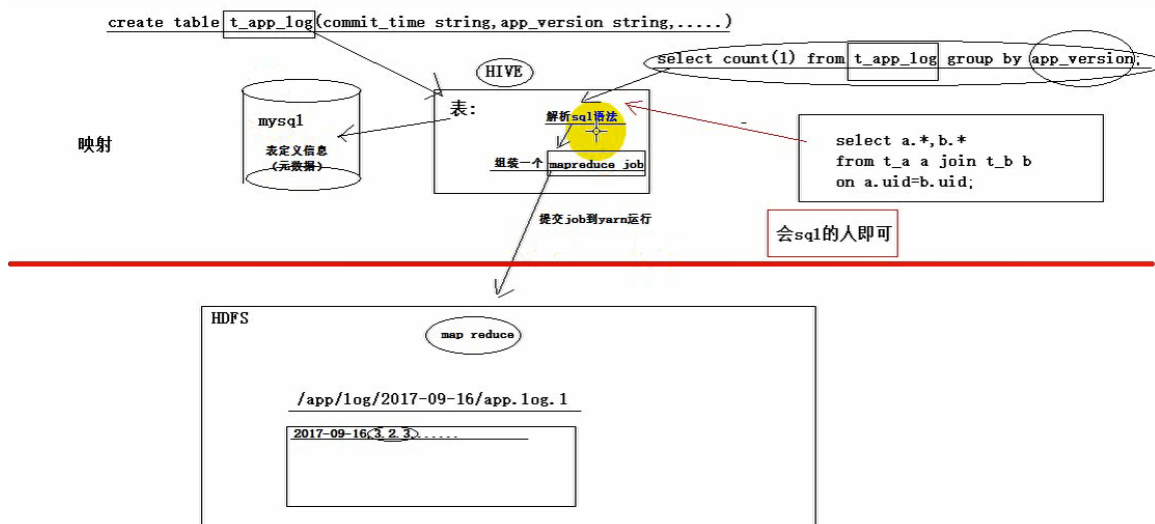 create table t_app_log(commit_time string,app_version string,.....)
select count(1) from t_app_log group by app_version;
HIVE
表:
mysql
表定义信息
(元数据)
映射
解析sql语法
组装一个 mapreduce job
select a.*,b.*
from t_a a join t_b b
on a.uid=b.uid;
提交job到yarn运行
会sql的人即可
HDFS
map reduce
/app/log/2017-09-16/app.log.1
2017-09-16,3.2.3,......